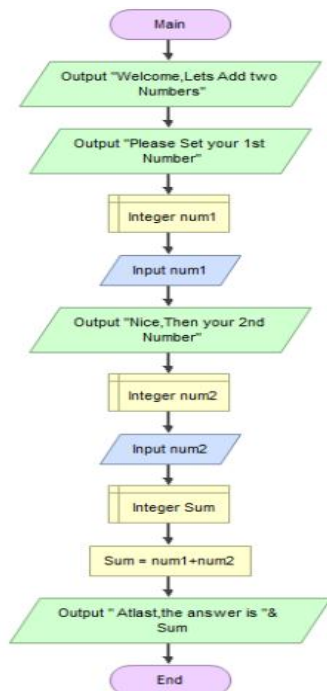 Main
Output "Welcome,Lets Add two
Numbers"
Output "Please Set your 1st
Number"
Integer num1
Input num1
Output "Nice,Then your 2nd
Number"
Integer num2
Input num2
Integer Sum
Sum = num1+num2
Output " Atlast,the answer is "&
Sum
End